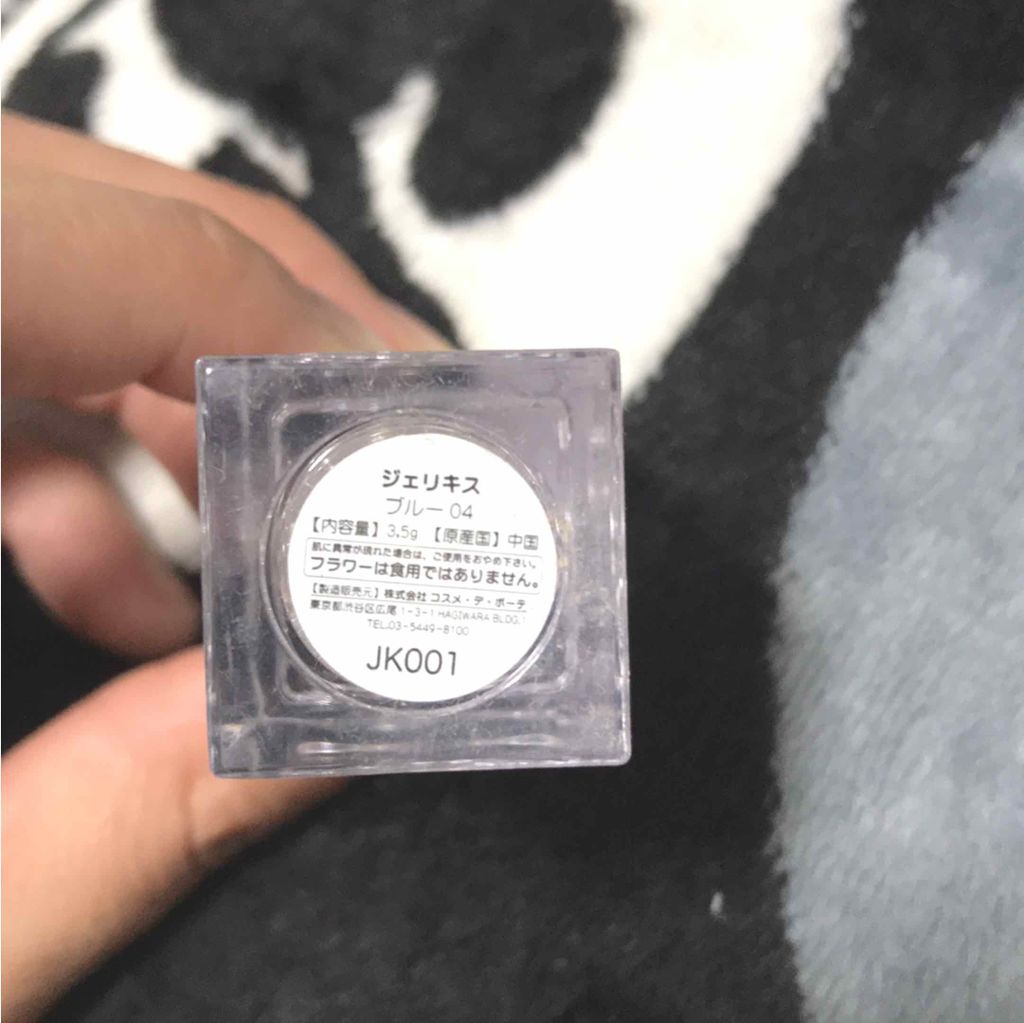 ジェリキス
ブルー 04
【内容量】3.5g 【原産国】中国
肌に異常が現れた場合は、ご使用をおやめ下さい。
フラワーは食用ではありません。
【製造販売元】株式会社 コスメ・デ・ボーテ
東京都渋谷区広尾 1-3-1 HAGIWARA BLDG.1
TEL.03-5449-8100
JK001